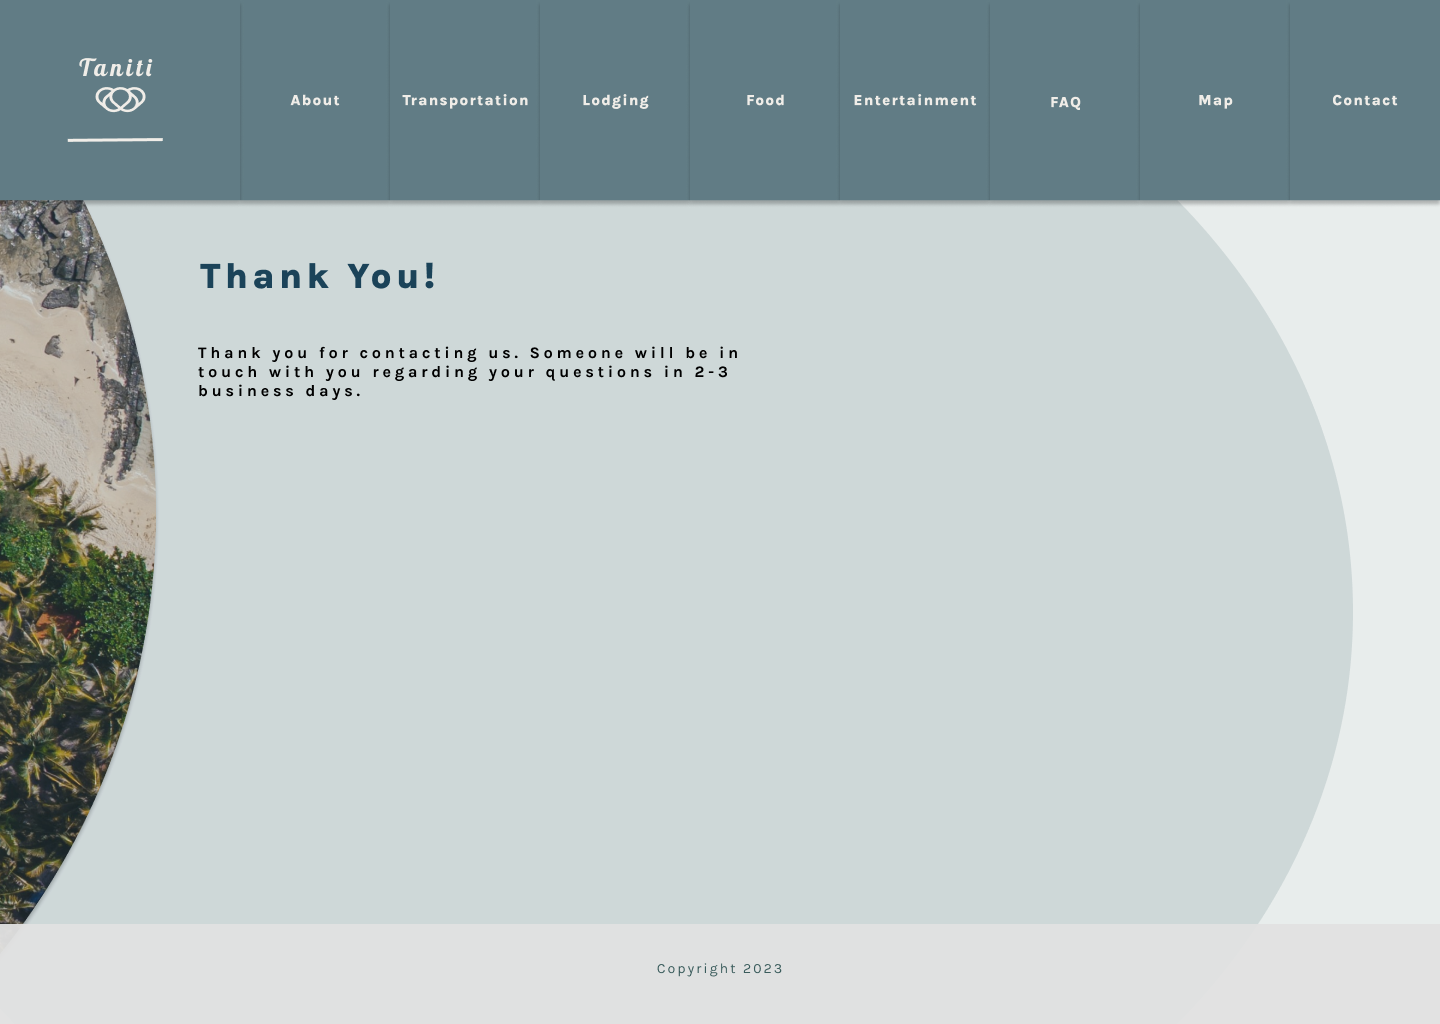 Taniti
About
Transportation
Lodging
Food
Entertainment
FAQ
Map
Contact
Thank You!
Thank you for contacting us. Someone will be in
touch with you regarding your questions in 2-3
business days.
Copyright 2023